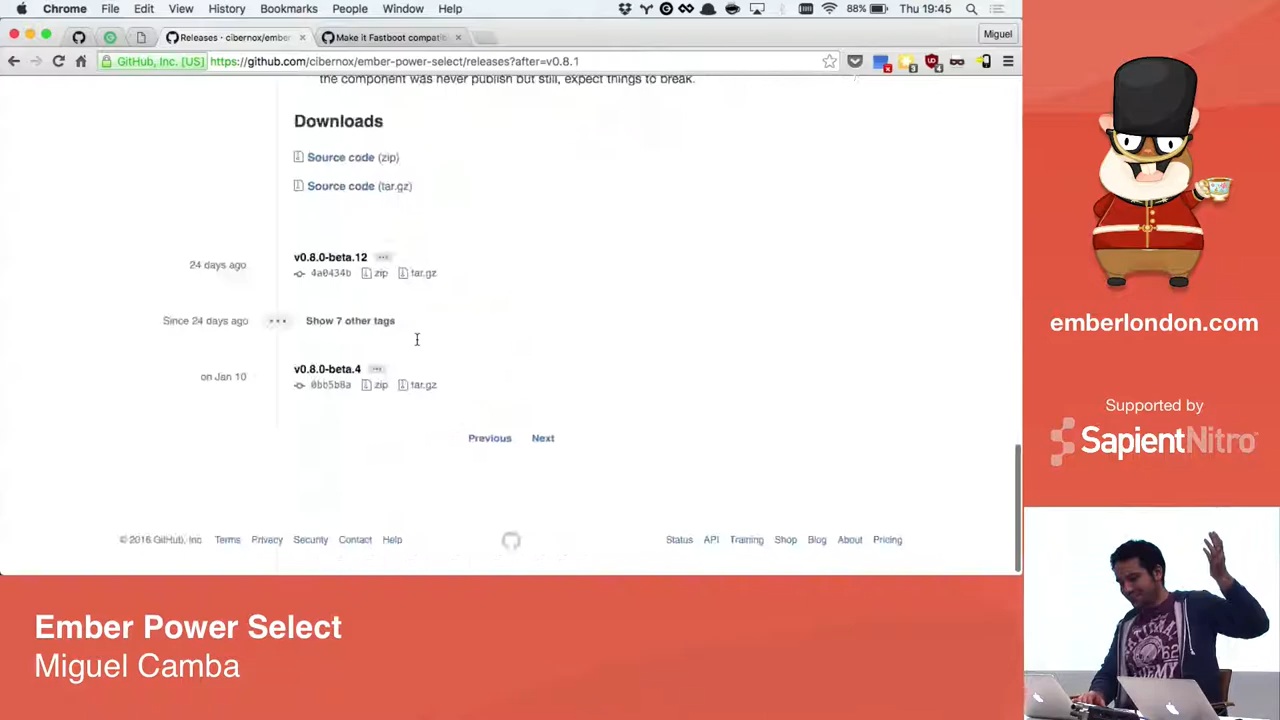 Chrome File Edit View History Bookmarks People Window Help
88% Thu 19:45
Releases · cibernox/ember
Make it Fastboot compatib
Miguel
GitHub, Inc. [US] https://github.com/cibernox/ember-power-select/releases?after=v0.8.1
the component was never publish but still, expect things to break.
Downloads
Source code (zip)
Source code (tar.gz)
24 days ago
v0.8.0-beta.12
4a0434b zip tar.gz
Since 24 days ago
Show 7 other tags
on Jan 10
v0.8.0-beta.4
0bb5b8a zip tar.gz
Previous Next
© 2016 GitHub, Inc. Terms Privacy Security Contact Help
Status API Training Shop Blog About Pricing
emberlondon.com
Supported by
SapientNitro
Ember Power Select
Miguel Camba